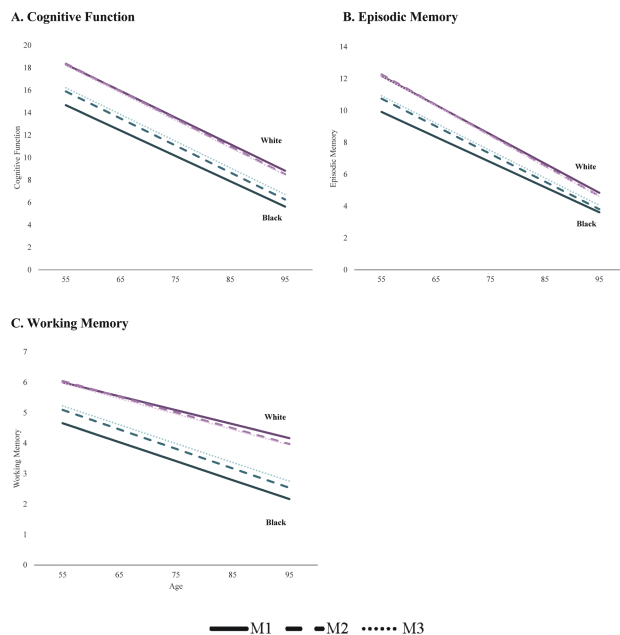 A. Cognitive Function
20
18
16
14
12
10
8
6
4
2
0
Cognitive Function
White
Black
55 65 75 85 95
B. Episodic Memory
14
12
10
8
6
4
2
0
Episodic Memory
White
Black
55 65 75 85 95
C. Working Memory
7
6
5
4
3
2
1
0
Working Memory
White
Black
55 65 75 85 95
Age
M1 M2 M3